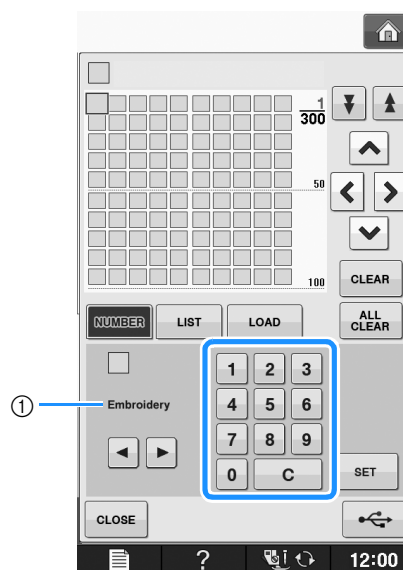 1
300
50
100
CLEAR
NUMBER LIST LOAD
ALL
CLEAR
1 2 3
① Embroidery
4 5 6
7 8 9
0 C
SET
CLOSE
? 12:00